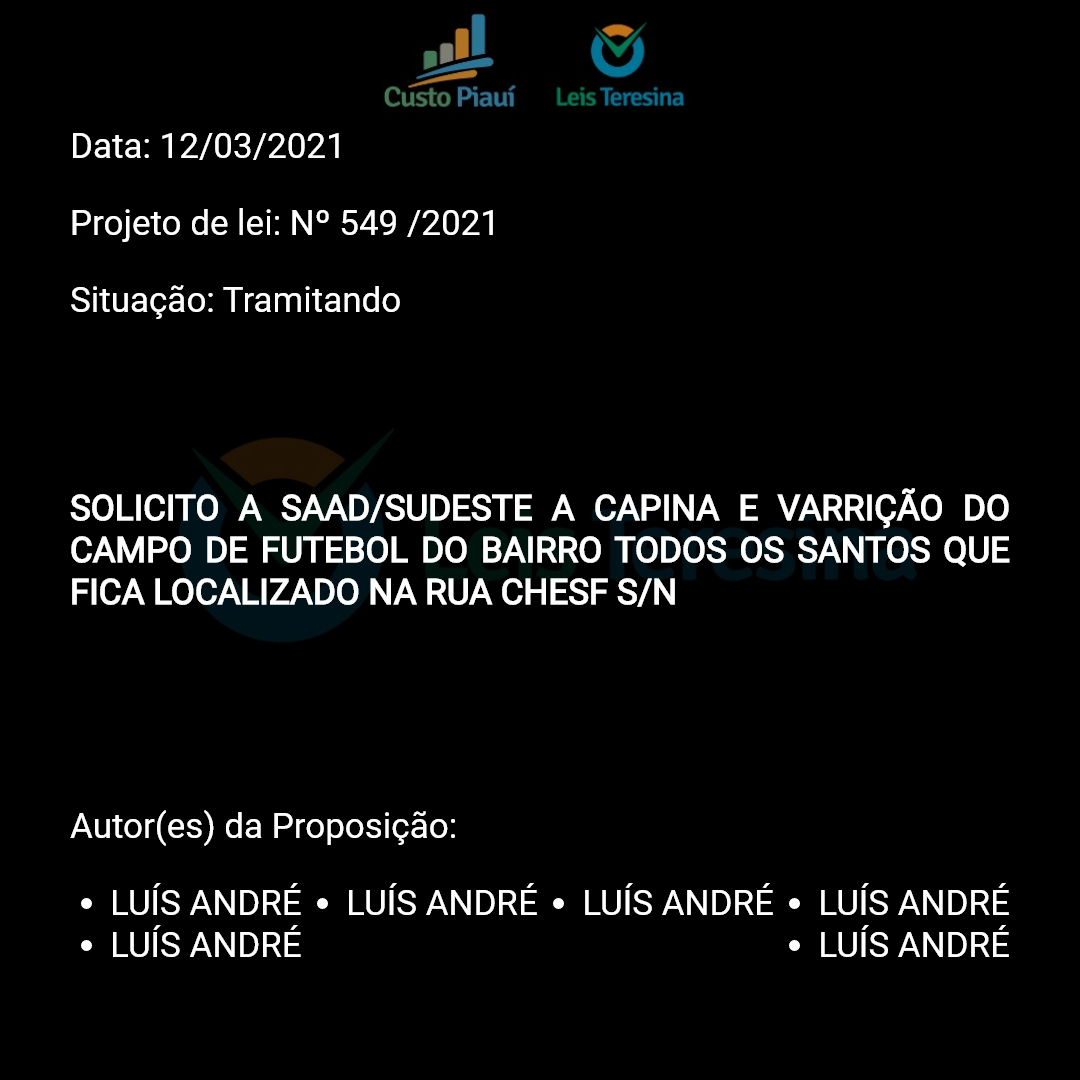 Custo Piauí
Leis Teresina
Data: 12/03/2021
Projeto de lei: Nº 549 /2021
Situação: Tramitando
SOLICITO A SAAD/SUDESTE A CAPINA E VARRIÇÃO DO
CAMPO DE FUTEBOL DO BAIRRO TODOS OS SANTOS QUE
FICA LOCALIZADO NA RUA CHESF S/N
Leis Teresina
Autor(es) da Proposição:
• LUÍS ANDRÉ • LUÍS ANDRÉ • LUÍS ANDRÉ • LUÍS ANDRÉ
• LUÍS ANDRÉ • LUÍS ANDRÉ